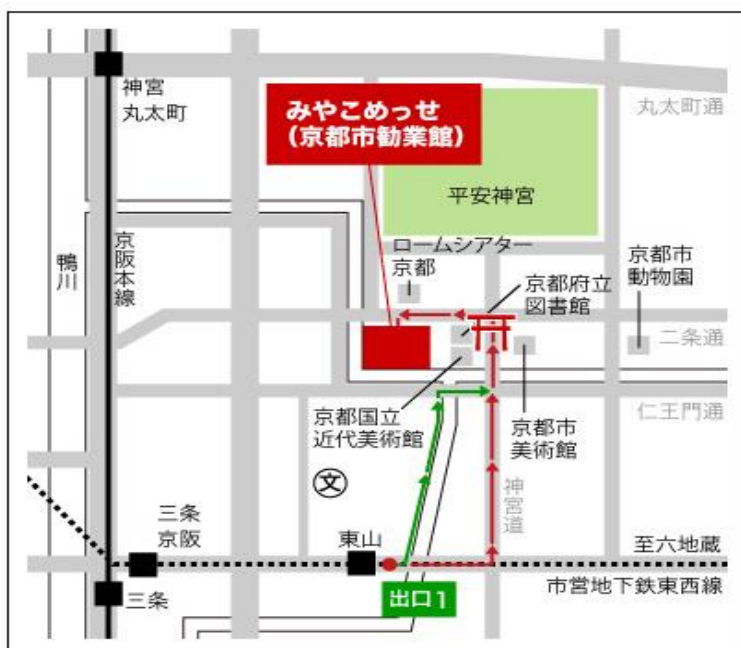 神宮
丸太町
みやこめっせ
(京都市勧業館)
丸太町通
平安神宮
鴨川
京阪本線
ロームシアター
京都
京都府立
図書館
京都市
動物園
二条通
仁王門通
京都国立
近代美術館
京都市
美術館
文
神宮道
三条
京阪
東山
至六地蔵
市営地下鉄東西線
出口1
三条